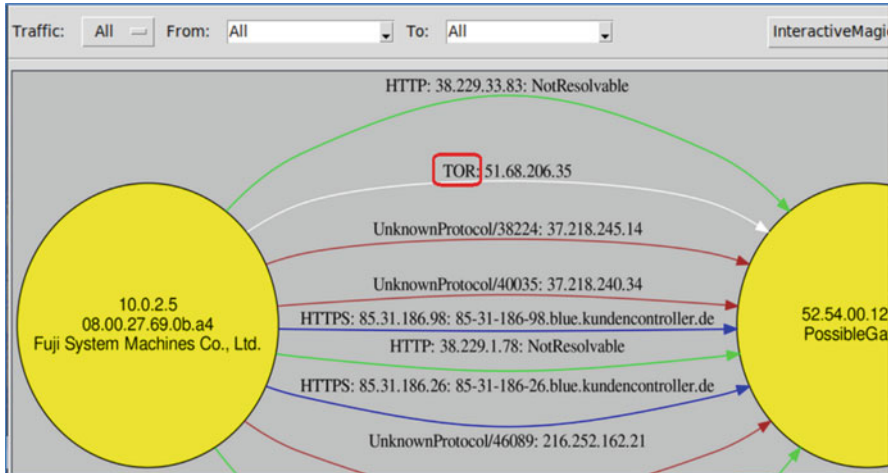 Traffic: All From: All To: All InteractiveMagi
HTTP: 38.229.33.83: NotResolvable
TOR: 51.68.206.35
UnknownProtocol/38224: 37.218.245.14
UnknownProtocol/40035: 37.218.240.34
10.0.2.5
08.00.27.69.0b.a4
Fuji System Machines Co., Ltd.
HTTPS: 85.31.186.98: 85-31-186-98.blue.kundencontroller.de
HTTP: 38.229.1.78: NotResolvable
HTTPS: 85.31.186.26: 85-31-186-26.blue.kundencontroller.de
UnknownProtocol/46089: 216.252.162.21
52.54.00.12
PossibleGa